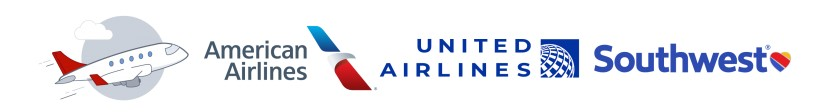 American
Airlines
UNITED
AIRLINES
Southwest